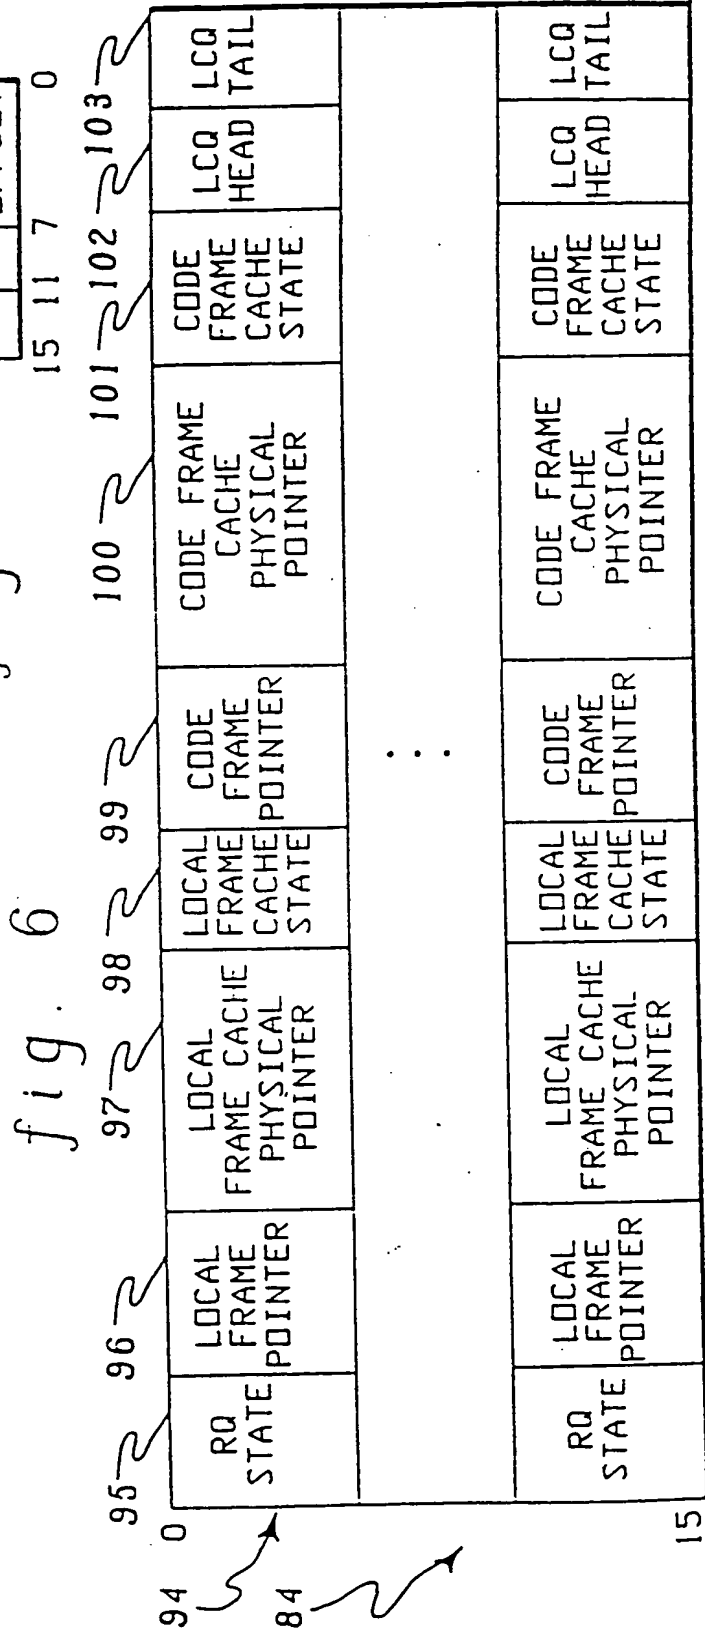 15 11 7 0
fig. 6
95 96 97 98 99 100 101 102 103
94
84
0
RQ
STATE
LOCAL
FRAME
POINTER
LOCAL
FRAME CACHE
PHYSICAL
POINTER
LOCAL
FRAME
CACHE
STATE
CODE
FRAME
POINTER
CODE FRAME
CACHE
PHYSICAL
POINTER
CODE
FRAME
CACHE
STATE
LCQ
HEAD
LCQ
TAIL
...
15
RQ
STATE
LOCAL
FRAME
POINTER
LOCAL
FRAME CACHE
PHYSICAL
POINTER
LOCAL
FRAME
CACHE
STATE
CODE
FRAME
POINTER
CODE FRAME
CACHE
PHYSICAL
POINTER
CODE
FRAME
CACHE
STATE
LCQ
HEAD
LCQ
TAIL